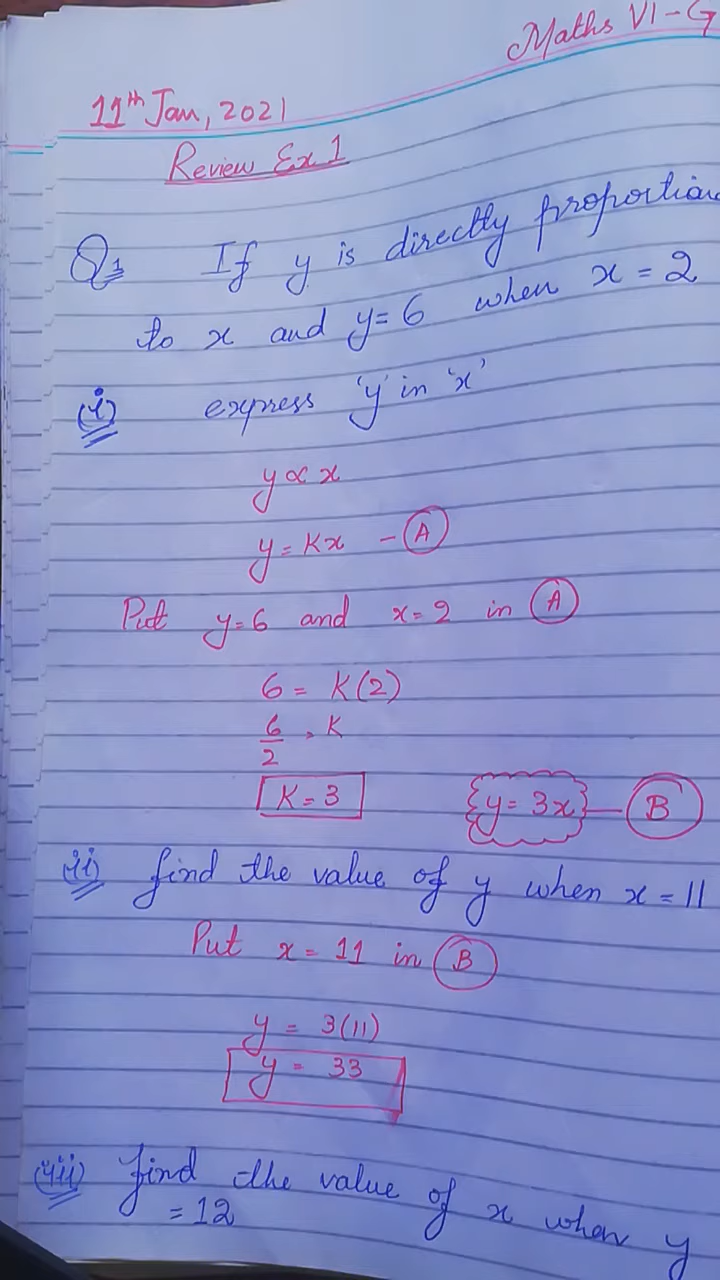 Maths VI-G
11th Jan, 2021
Review Ex 1
Q1 If y is directly proportion
to x and y=6 when x=2
(i) express 'y' in 'x'
y ∝ x
y = Kx - (A)
Put y=6 and x=2 in (A)
6 = K(2)
6/2 = K
K = 3 y = 3x — (B)
(ii) find the value of y when x = 11
Put x = 11 in (B)
y = 3(11)
y = 33
(iii) find the value of x when y
= 12